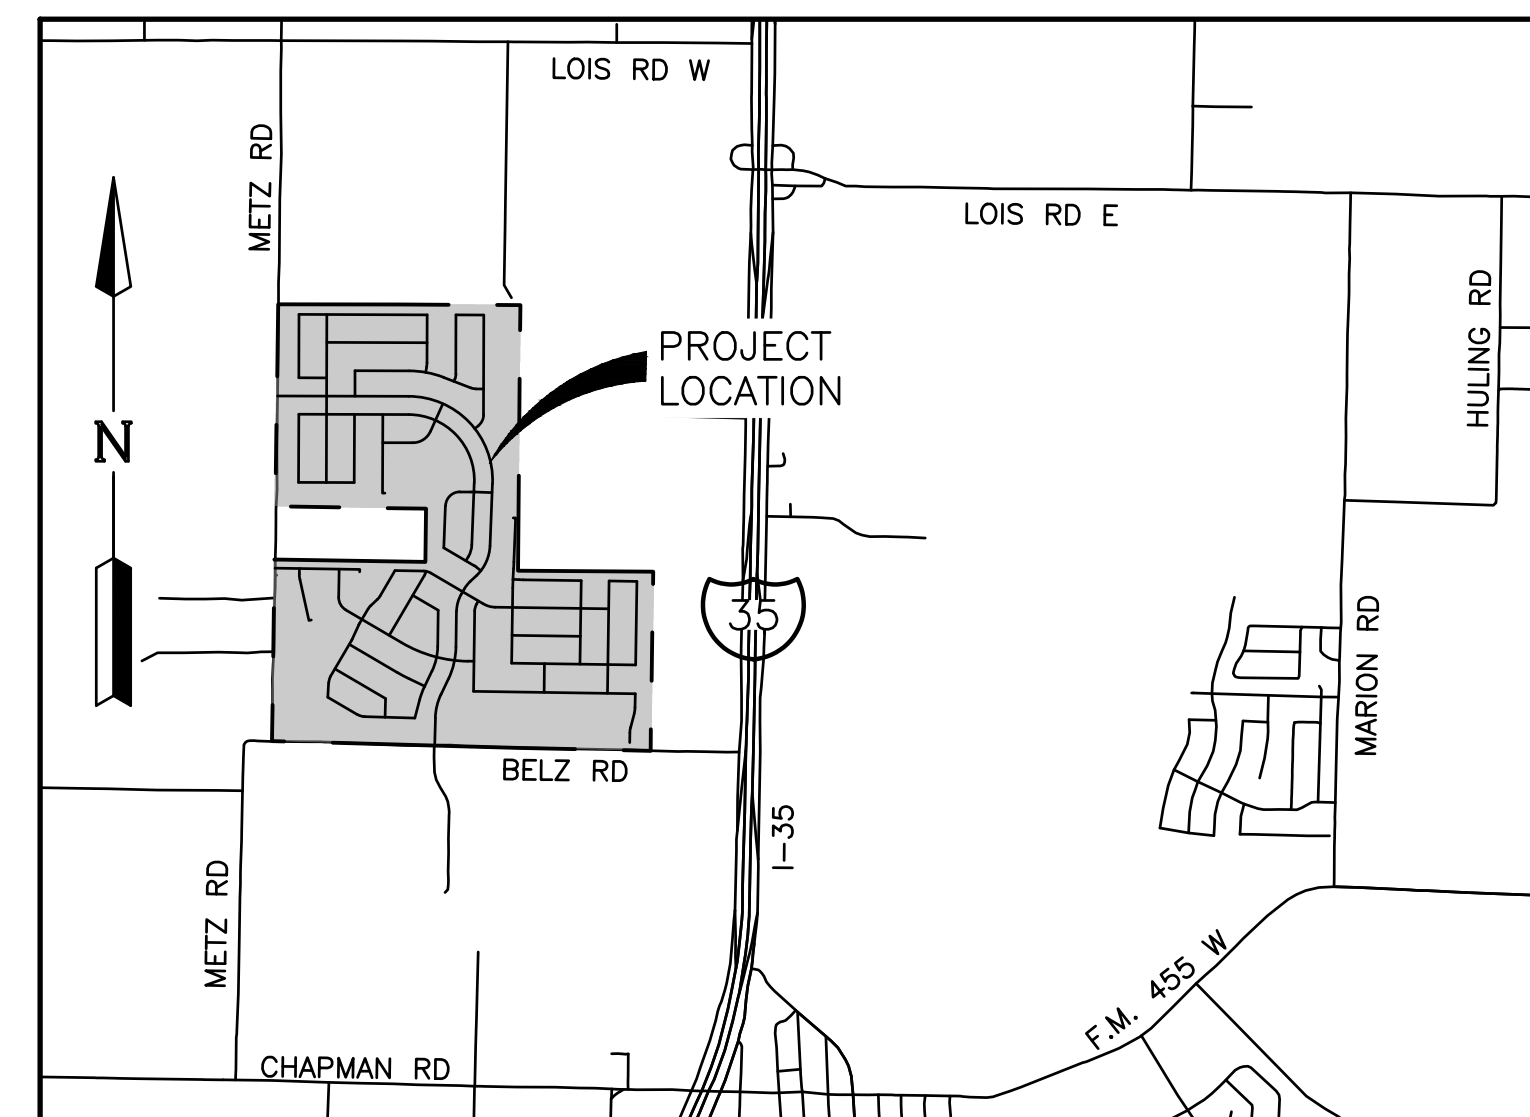 LOIS RD W
METZ RD
LOIS RD E
HULING RD
PROJECT
LOCATION
N
35
MARION RD
BELZ RD
I-35
METZ RD
F.M. 455 W
CHAPMAN RD